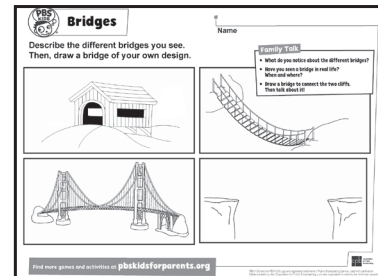 PBS
KIDS
Bridges
Name
Describe the different bridges you see.
Then, draw a bridge of your own design.
Family Talk
• What do you notice about the different bridges?
• Have you seen a bridge in real life?
When and where?
• Draw a bridge to connect the two cliffs.
Then talk about it!
Find more games and activities at pbskidsforparents.org